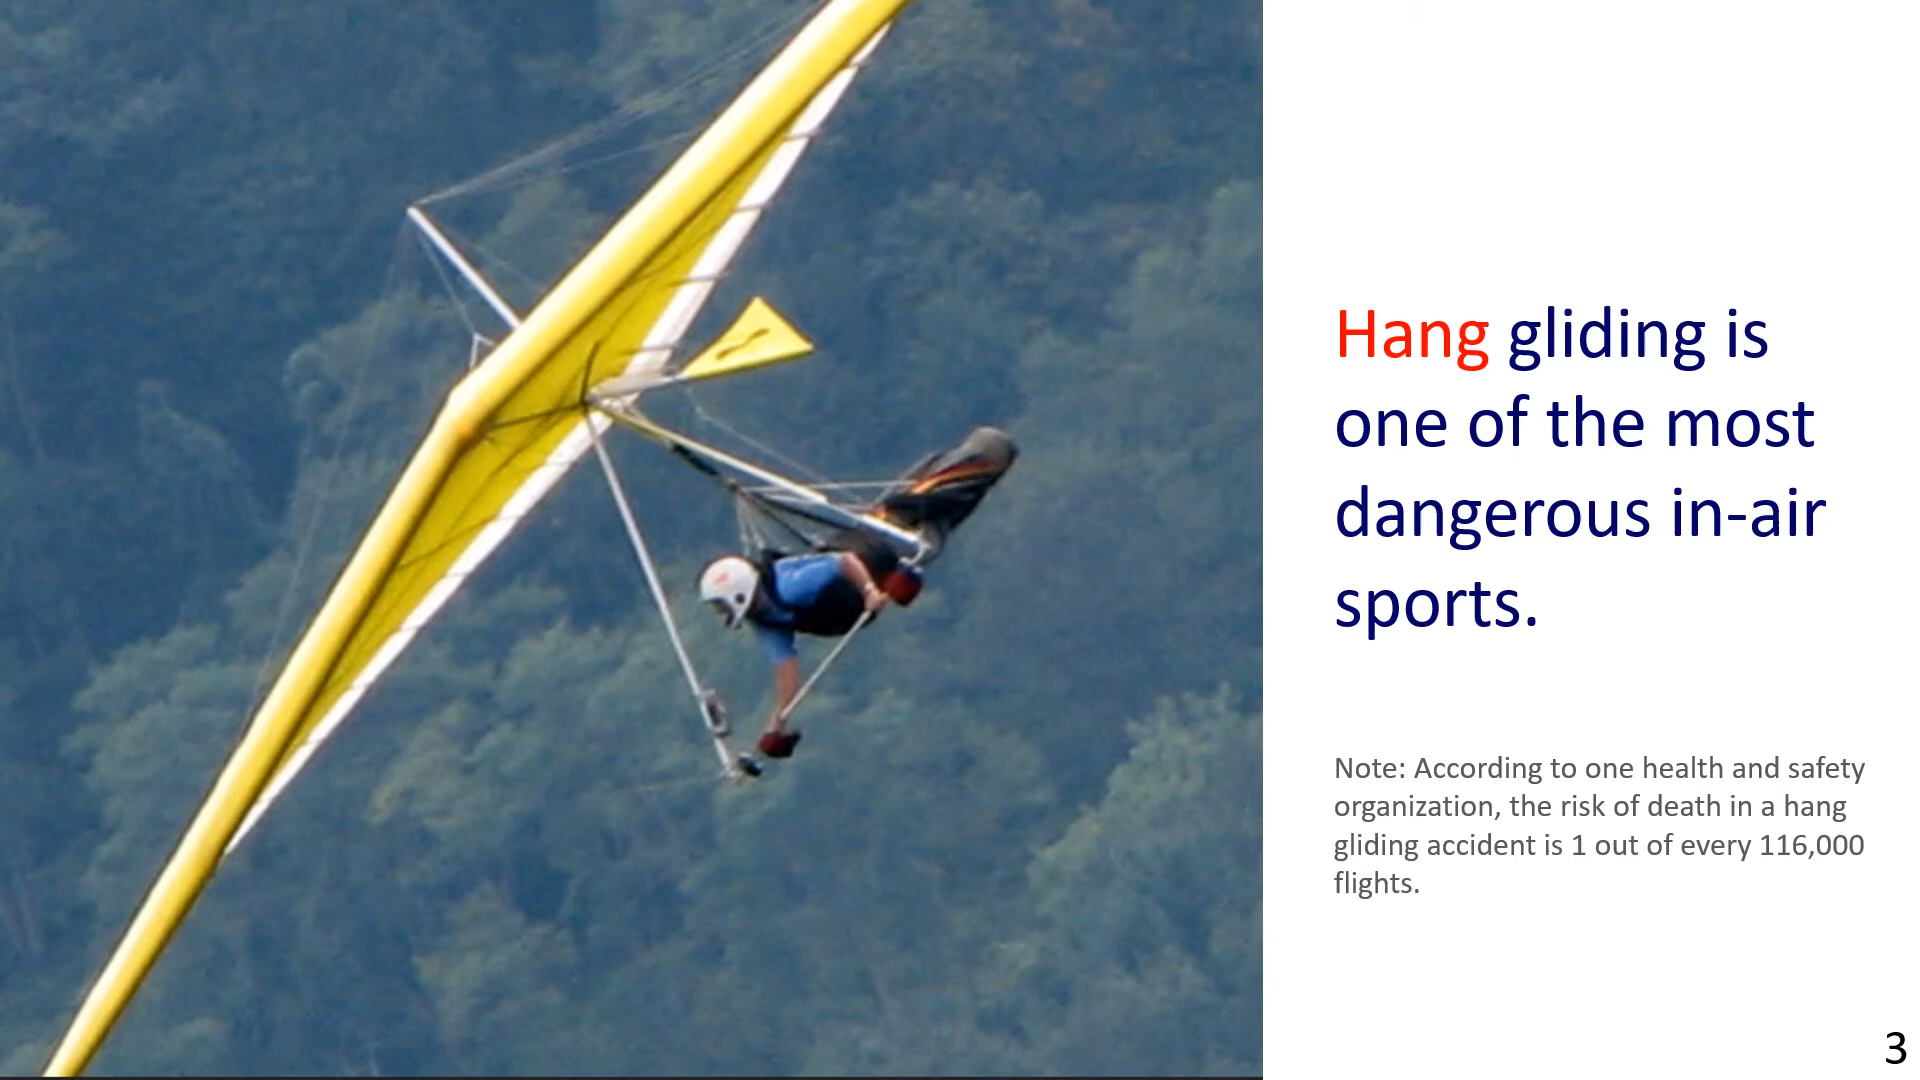 Hang gliding is
one of the most
dangerous in-air
sports.
Note: According to one health and safety
organization, the risk of death in a hang
gliding accident is 1 out of every 116,000
flights.
3